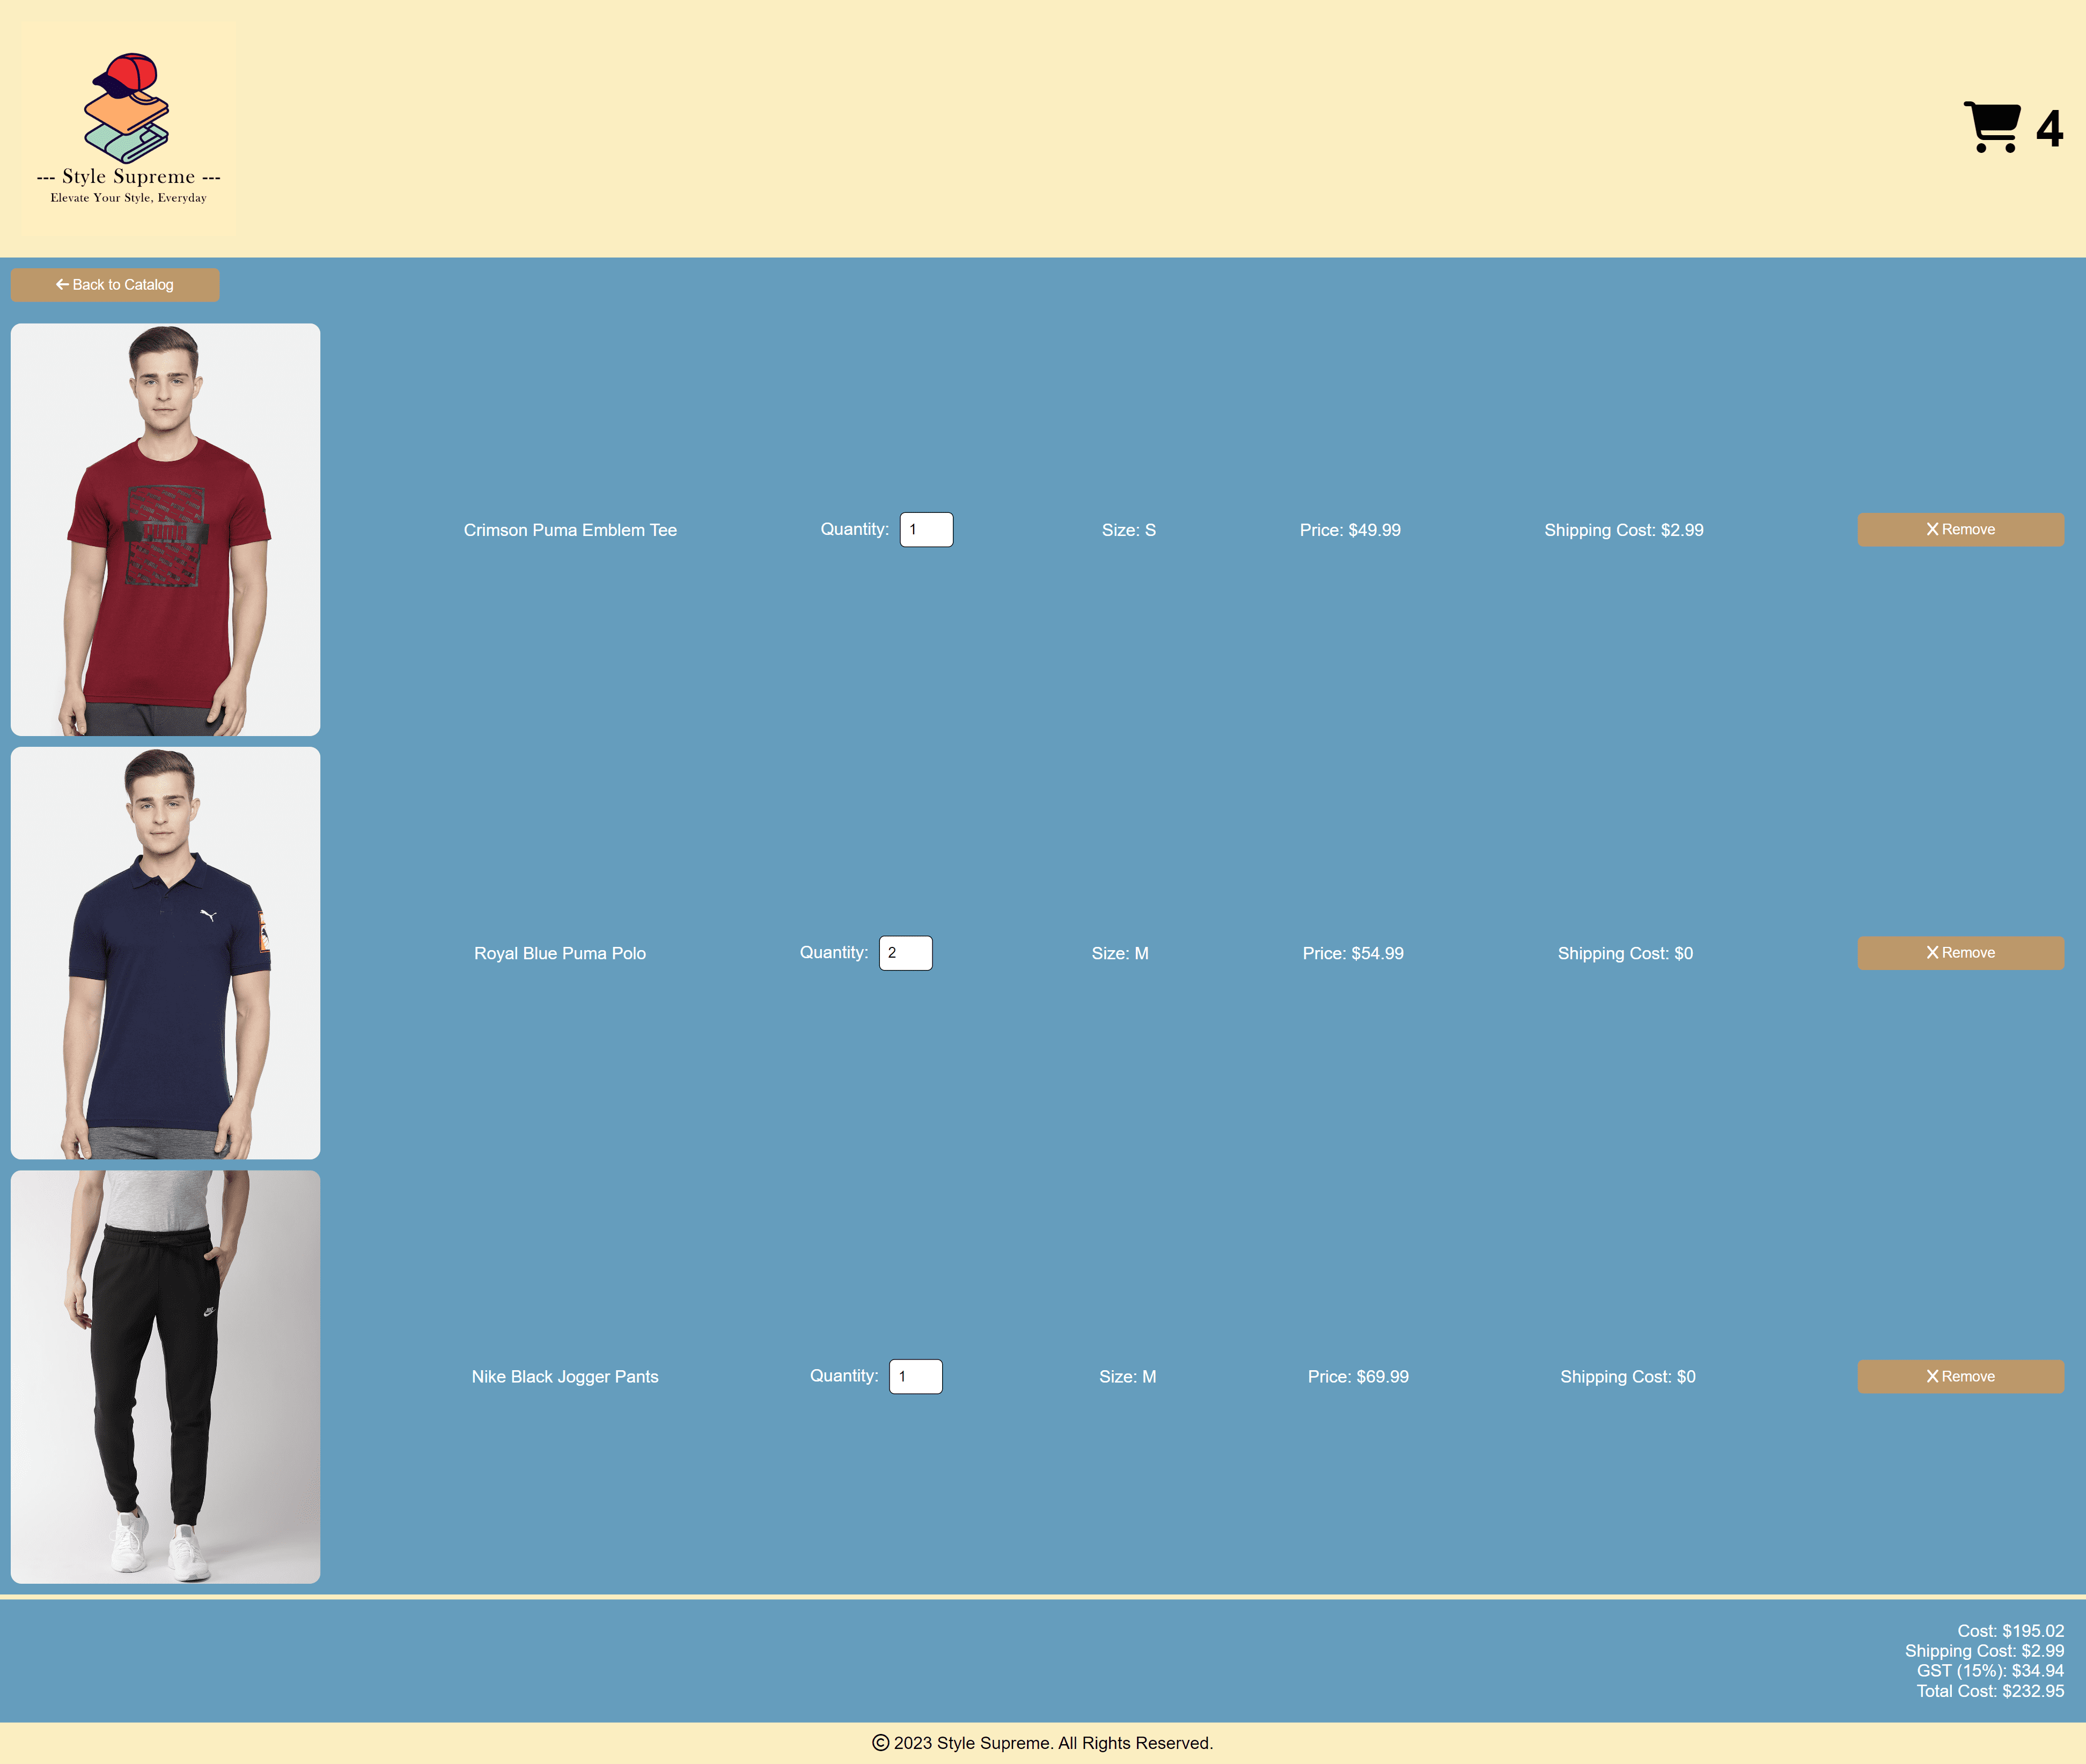 --- Style Supreme ---
Elevate Your Style, Everyday
4
Back to Catalog
PUMA
Crimson Puma Emblem Tee Quantity: 1 Size: S Price: $49.99 Shipping Cost: $2.99 X Remove
Royal Blue Puma Polo Quantity: 2 Size: M Price: $54.99 Shipping Cost: $0 X Remove
Nike Black Jogger Pants Quantity: 1 Size: M Price: $69.99 Shipping Cost: $0 X Remove
Cost: $195.02
Shipping Cost: $2.99
GST (15%): $34.94
Total Cost: $232.95
© 2023 Style Supreme. All Rights Reserved.